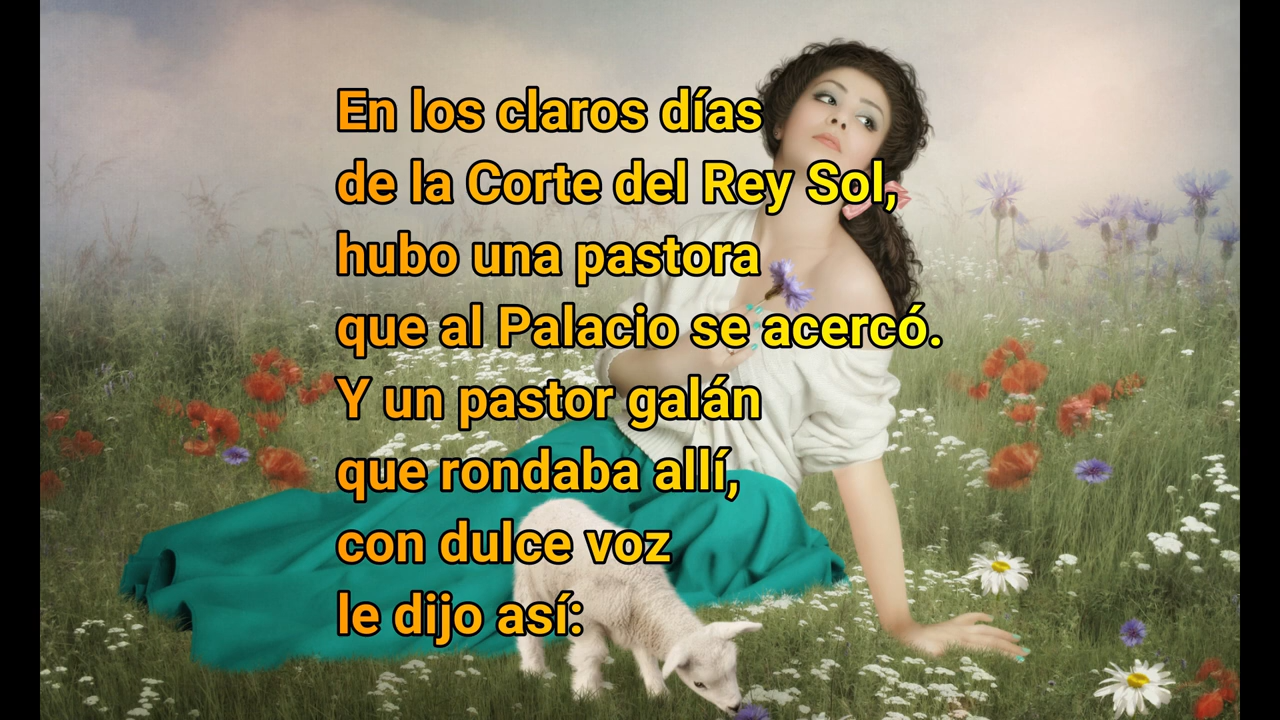 En los claros días
de la Corte del Rey Sol,
hubo una pastora
que al Palacio se acercó.
Y un pastor galán
que rondaba allí,
con dulce voz
le dijo así: